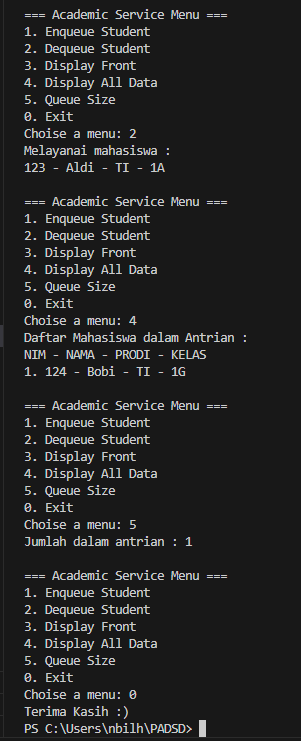 === Academic Service Menu ===
1. Enqueue Student
2. Dequeue Student
3. Display Front
4. Display All Data
5. Queue Size
0. Exit
Choise a menu: 2
Melayanai mahasiswa :
123 - Aldi - TI - 1A
=== Academic Service Menu ===
1. Enqueue Student
2. Dequeue Student
3. Display Front
4. Display All Data
5. Queue Size
0. Exit
Choise a menu: 4
Daftar Mahasiswa dalam Antrian :
NIM - NAMA - PRODI - KELAS
1. 124 - Bobi - TI - 1G
=== Academic Service Menu ===
1. Enqueue Student
2. Dequeue Student
3. Display Front
4. Display All Data
5. Queue Size
0. Exit
Choise a menu: 5
Jumlah dalam antrian : 1
=== Academic Service Menu ===
1. Enqueue Student
2. Dequeue Student
3. Display Front
4. Display All Data
5. Queue Size
0. Exit
Choise a menu: 0
Terima Kasih :)
PS C:\Users\nbilh\PADSD>